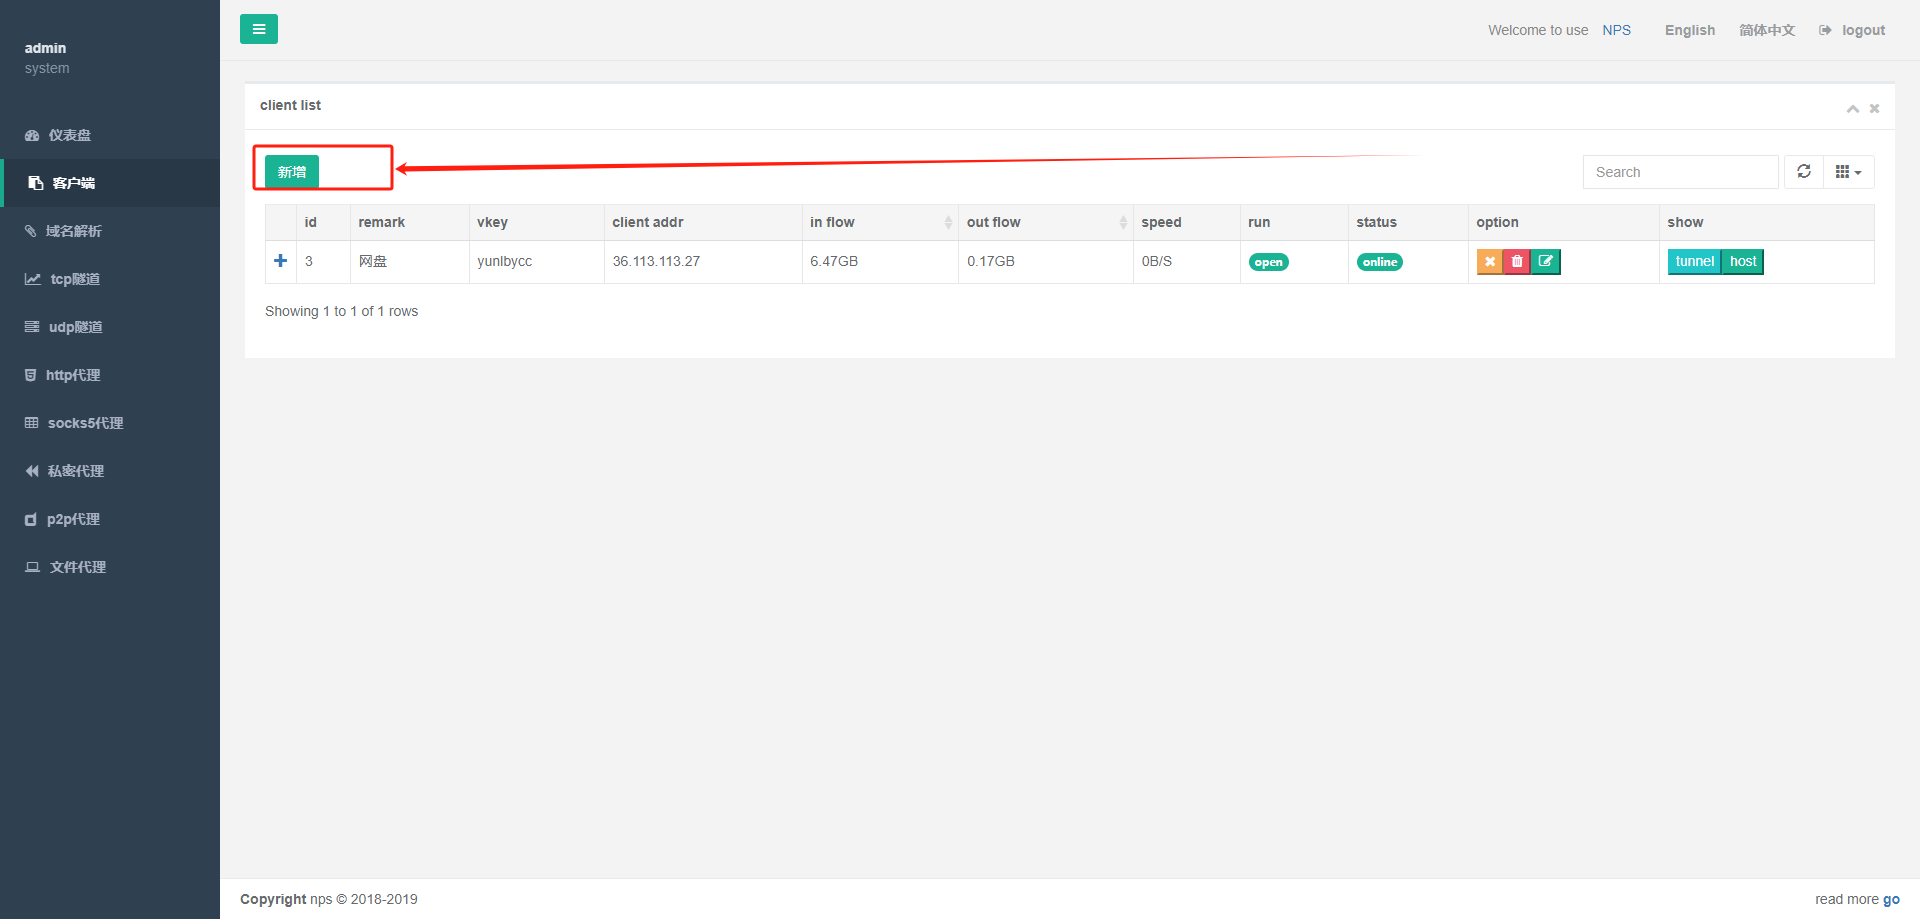 admin
system
仪表盘
客户端
域名解析
tcp隧道
udp隧道
http代理
socks5代理
私密代理
p2p代理
文件代理
Welcome to use NPS English 简体中文 logout
client list
新增
Search
id remark vkey client addr in flow out flow speed run status option show
3 网盘 yunlbycc 36.113.113.27 6.47GB 0.17GB 0B/S open online tunnel host
Showing 1 to 1 of 1 rows
Copyright nps © 2018-2019
read more go